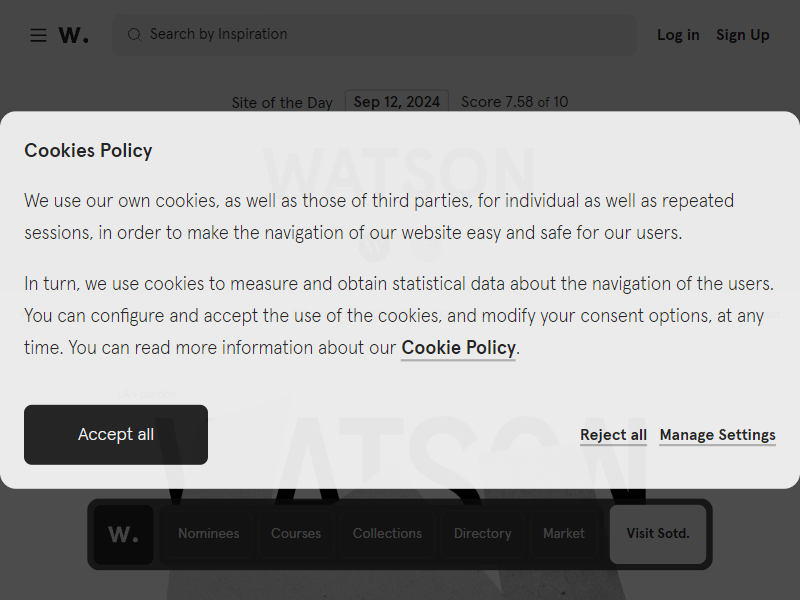 W.
Search by Inspiration
Log in
Sign Up
Site of the Day
Sep 12, 2024
Score 7.58 of 10
WATSON
Cookies Policy
We use our own cookies, as well as those of third parties, for individual as well as repeated
sessions, in order to make the navigation of our website easy and safe for our users.
In turn, we use cookies to measure and obtain statistical data about the navigation of the users.
You can configure and accept the use of the cookies, and modify your consent options, at any
time. You can read more information about our Cookie Policy.
Accept all
Reject all
Manage Settings
WATSON
W.
Nominees
Courses
Collections
Directory
Market
Visit Sotd.